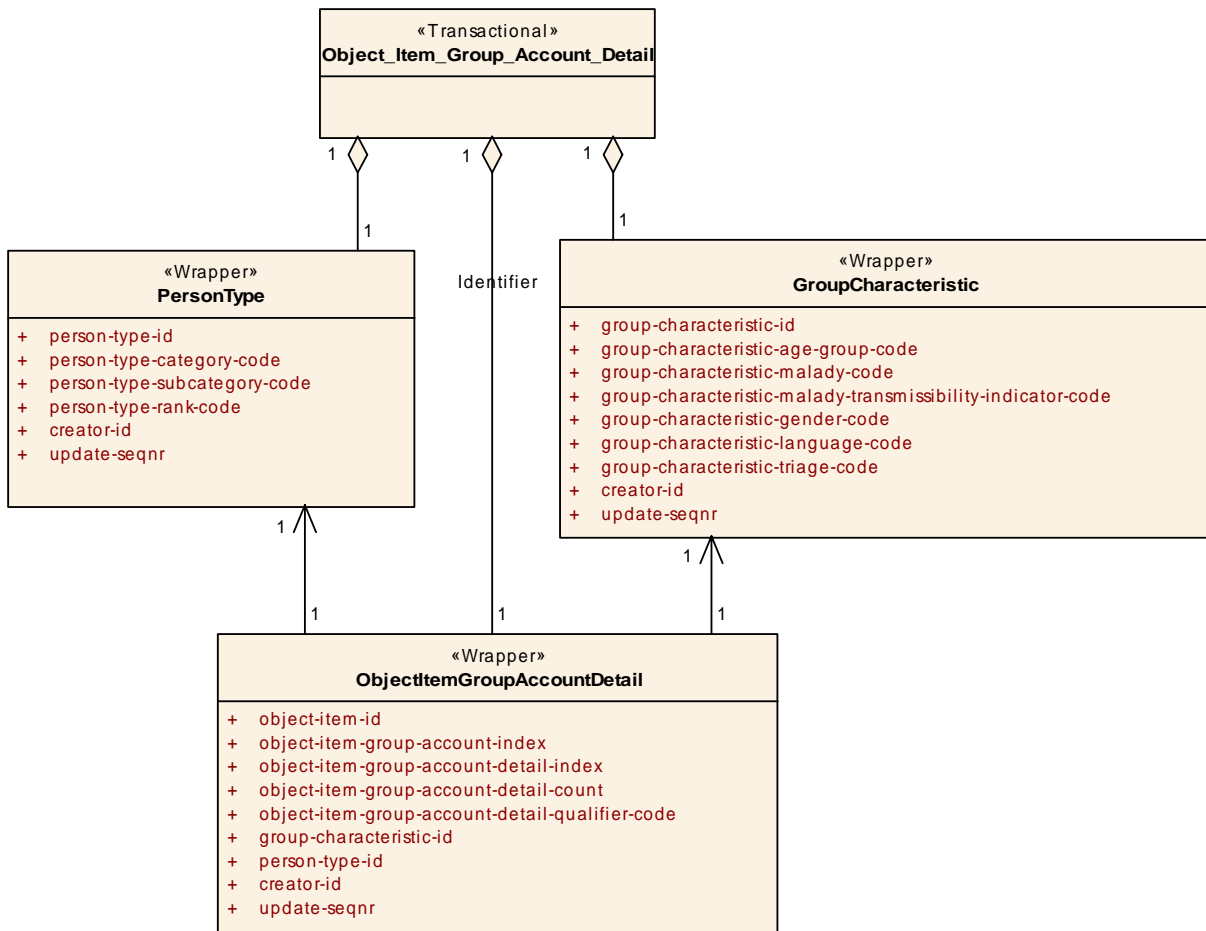 «Transactional»
Object_Item_Group_Account_Detail
1
1
1
1
1
«Wrapper»
PersonType
+ person-type-id
+ person-type-category-code
+ person-type-subcategory-code
+ person-type-rank-code
+ creator-id
+ update-seqnr
Identifier
«Wrapper»
GroupCharacteristic
+ group-characteristic-id
+ group-characteristic-age-group-code
+ group-characteristic-malady-code
+ group-characteristic-malady-transmissibility-indicator-code
+ group-characteristic-gender-code
+ group-characteristic-language-code
+ group-characteristic-triage-code
+ creator-id
+ update-seqnr
1
1
1
1
1
«Wrapper»
ObjectItemGroupAccountDetail
+ object-item-id
+ object-item-group-account-index
+ object-item-group-account-detail-index
+ object-item-group-account-detail-count
+ object-item-group-account-detail-qualifier-code
+ group-characteristic-id
+ person-type-id
+ creator-id
+ update-seqnr